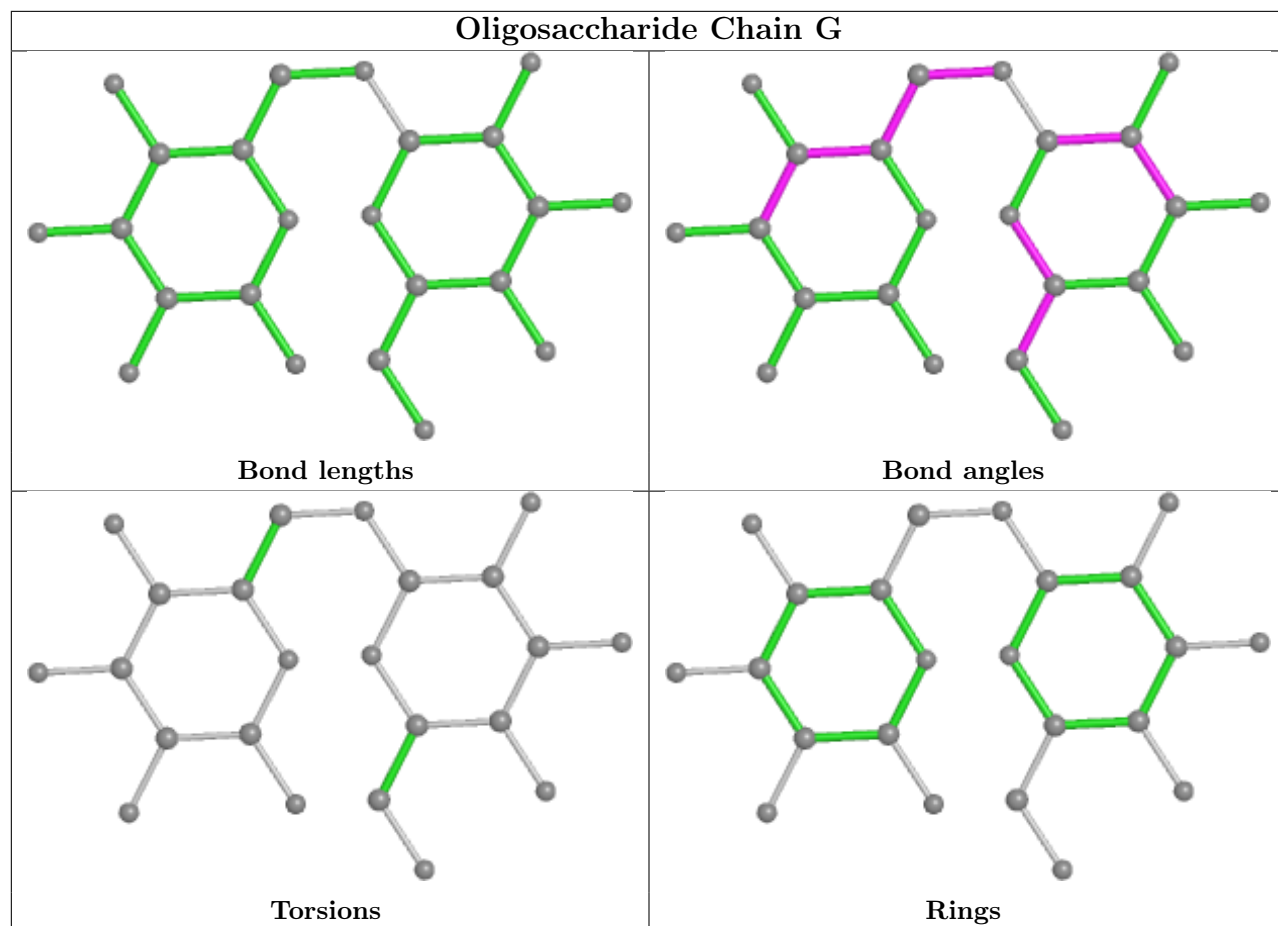 Oligosaccharide Chain G
Bond lengths
Bond angles
Torsions
Rings